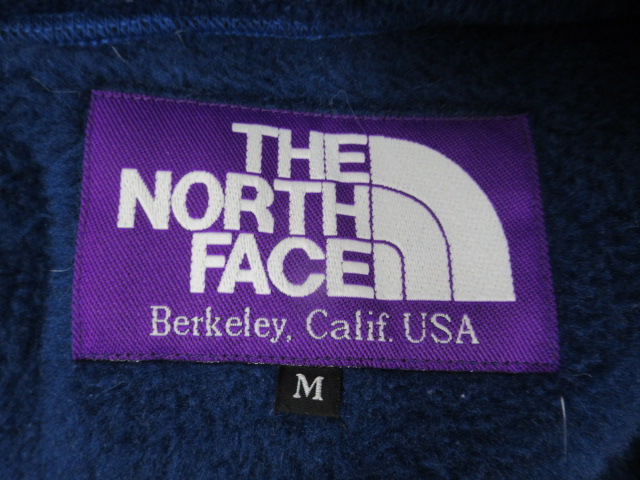 THE
NORTH
FACE
Berkeley, Calif. USA
M